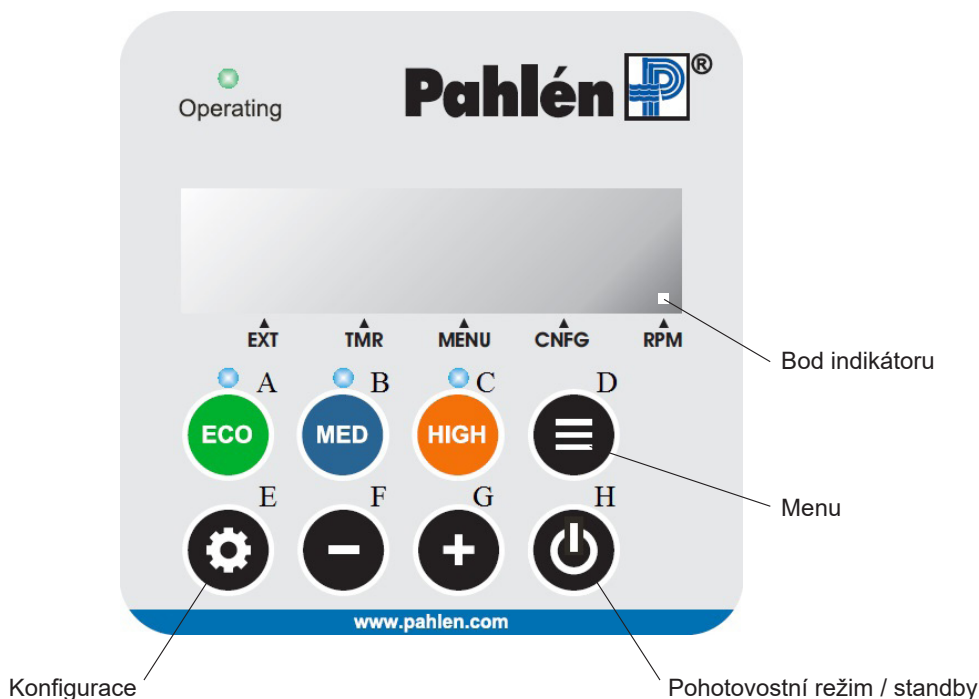 Pahlén ®
Operating
EXT TMR MENU CNFG RPM
Bod indikátoru
A B C D
ECO MED HIGH
E F G H
Menu
www.pahlen.com
Konfigurace
Pohotovostní režim / standby